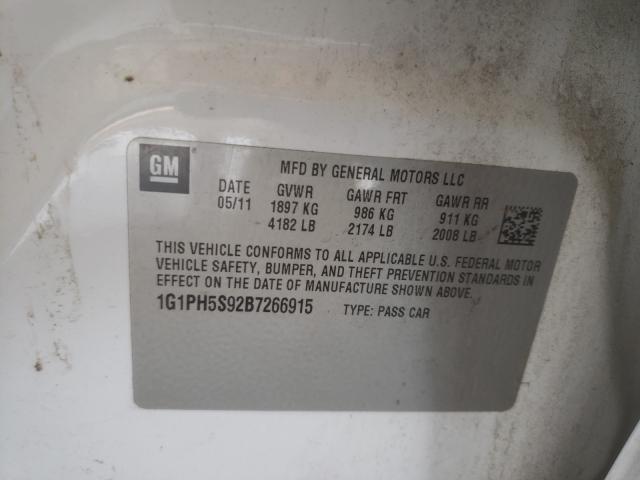 GM
MFD BY GENERAL MOTORS LLC
DATE GVWR GAWR FRT GAWR RR
05/11 1897 KG 986 KG 911 KG
4182 LB 2174 LB 2008 LB
THIS VEHICLE CONFORMS TO ALL APPLICABLE U.S. FEDERAL MOTOR
VEHICLE SAFETY, BUMPER, AND THEFT PREVENTION STANDARDS IN
EFFECT ON THE DATE OF MANUFACTURE SHOWN ABOVE.
1G1PH5S92B7266915 TYPE: PASS CAR